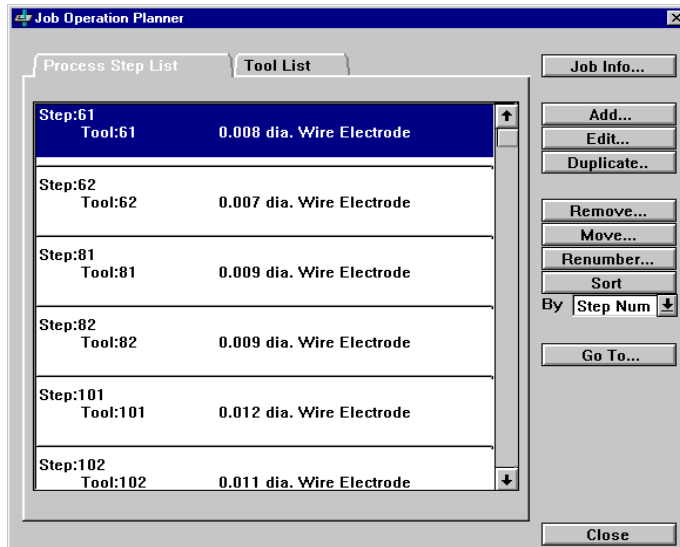 Job Operation Planner
Process Step List
Tool List
Job Info...
Step:61
Tool:61 0.008 dia. Wire Electrode
Step:62
Tool:62 0.007 dia. Wire Electrode
Step:81
Tool:81 0.009 dia. Wire Electrode
Step:82
Tool:82 0.009 dia. Wire Electrode
Step:101
Tool:101 0.012 dia. Wire Electrode
Step:102
Tool:102 0.011 dia. Wire Electrode
Add...
Edit...
Duplicate..
Remove...
Move...
Renumber...
Sort
By Step Num
Go To...
Close